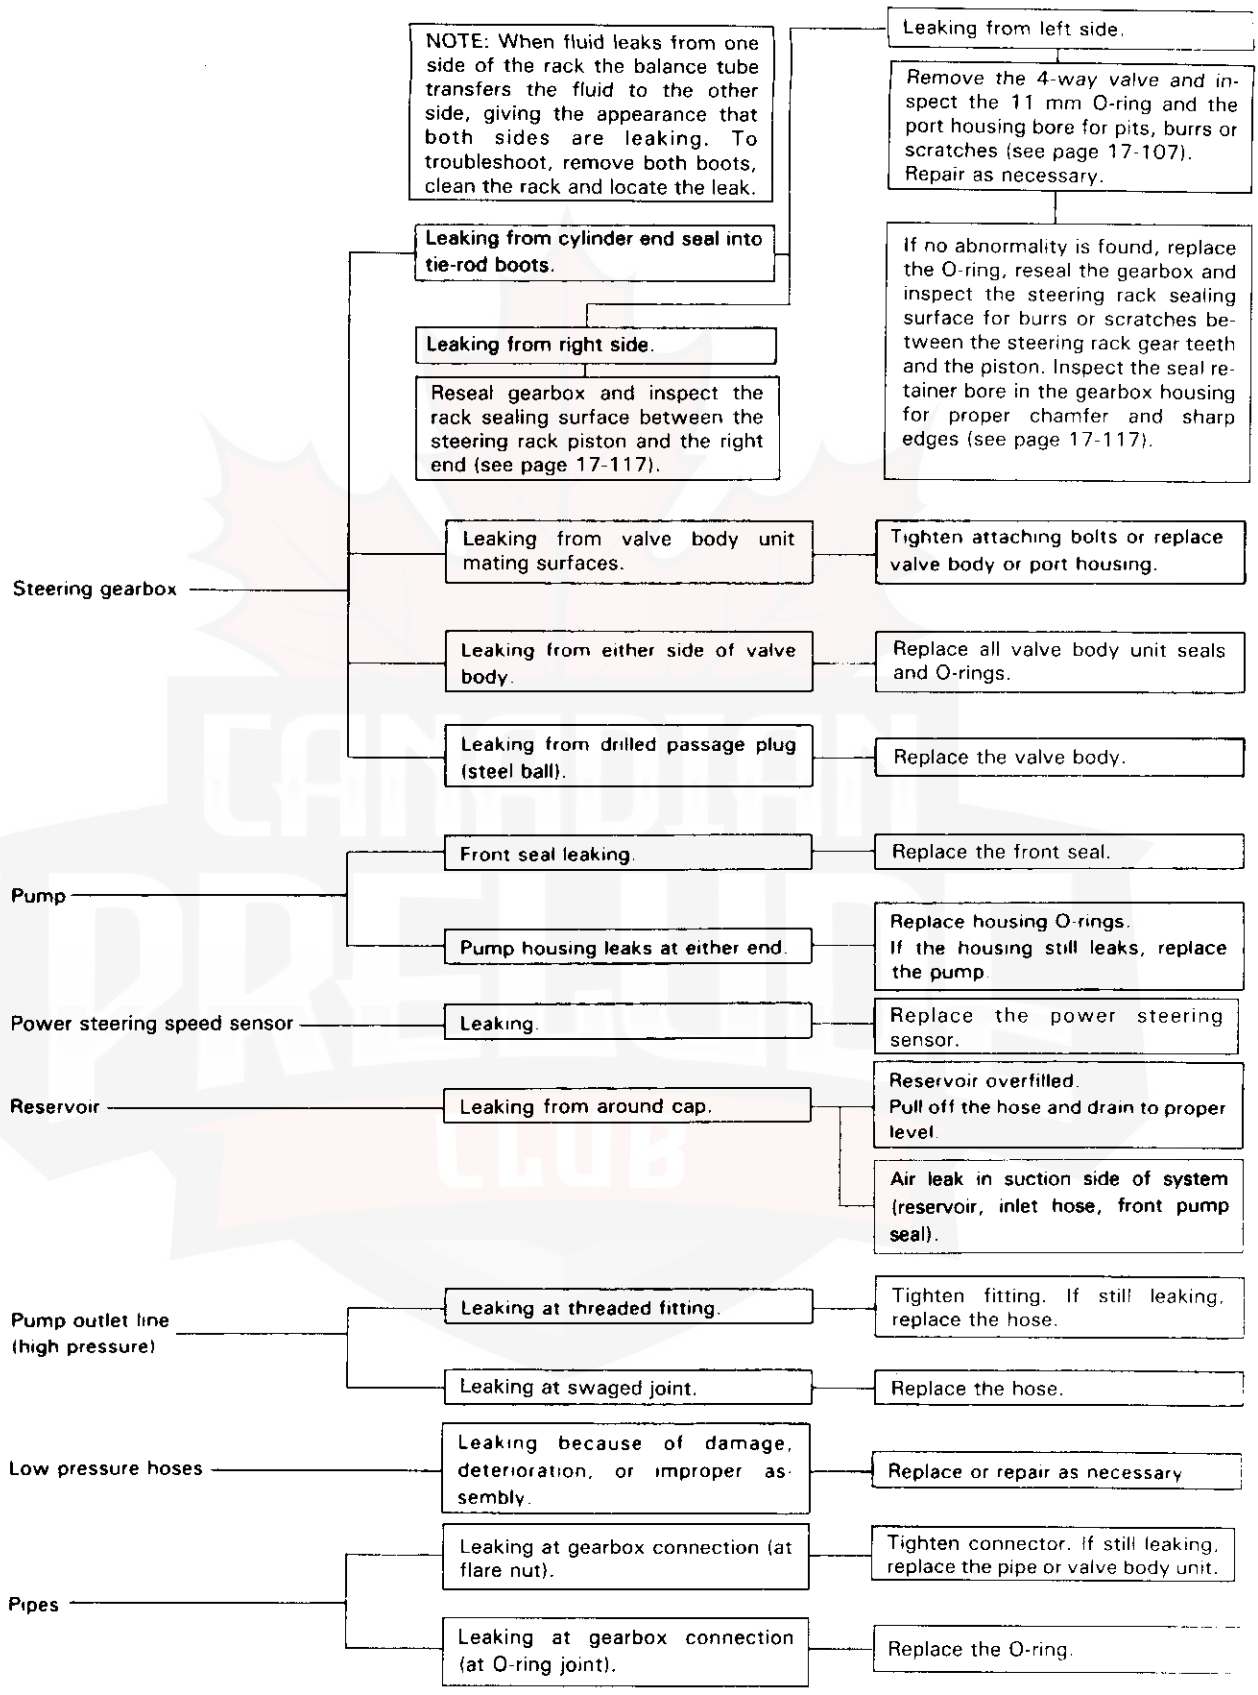 NOTE: When fluid leaks from one
side of the rack the balance tube
transfers the fluid to the other
side, giving the appearance that
both sides are leaking. To
troubleshoot, remove both boots,
clean the rack and locate the leak.
Leaking from left side.
Remove the 4-way valve and in-
spect the 11 mm O-ring and the
port housing bore for pits, burrs or
scratches (see page 17-107).
Repair as necessary.
If no abnormality is found, replace
the O-ring, reseal the gearbox and
inspect the steering rack sealing
surface for burrs or scratches be-
tween the steering rack gear teeth
and the piston. Inspect the seal re-
tainer bore in the gearbox housing
for proper chamfer and sharp
edges (see page 17-117).
Leaking from cylinder end seal into
tie-rod boots.
Leaking from right side.
Reseal gearbox and inspect the
rack sealing surface between the
steering rack piston and the right
end (see page 17-117).
Steering gearbox
Leaking from valve body unit
mating surfaces.
Tighten attaching bolts or replace
valve body or port housing.
Leaking from either side of valve
body.
Replace all valve body unit seals
and O-rings.
Leaking from drilled passage plug
(steel ball).
Replace the valve body.
Pump
Front seal leaking.
Replace the front seal.
Pump housing leaks at either end.
Replace housing O-rings.
If the housing still leaks, replace
the pump.
Power steering speed sensor
Leaking.
Replace the power steering
sensor.
Reservoir
Leaking from around cap.
Reservoir overfilled.
Pull off the hose and drain to proper
level.
Air leak in suction side of system
(reservoir, inlet hose, front pump
seal).
Pump outlet line
(high pressure)
Leaking at threaded fitting.
Tighten fitting. If still leaking,
replace the hose.
Leaking at swaged joint.
Replace the hose.
Low pressure hoses
Leaking because of damage,
deterioration, or improper as-
sembly.
Replace or repair as necessary
Pipes
Leaking at gearbox connection (at
flare nut).
Tighten connector. If still leaking,
replace the pipe or valve body unit.
Leaking at gearbox connection
(at O-ring joint).
Replace the O-ring.
CANADIAN
PRELUDE
CLUB